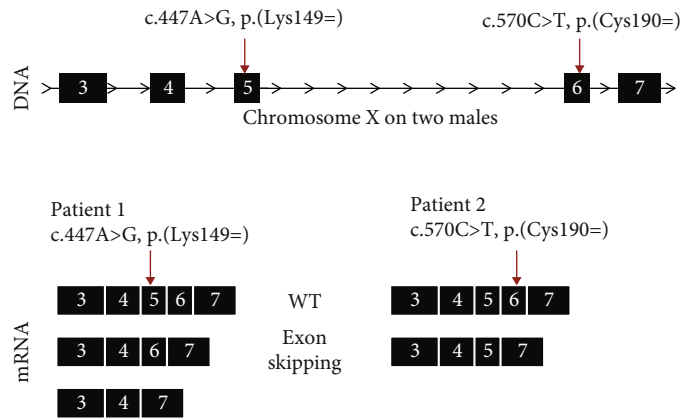 c.447A>G, p.(Lys149=)
c.570C>T, p.(Cys190=)
DNA
3 4 5 6 7
Chromosome X on two males
Patient 1
c.447A>G, p.(Lys149=)
Patient 2
c.570C>T, p.(Cys190=)
mRNA
3 4 5 6 7
WT
3 4 5 6 7
3 4 6 7
Exon
skipping
3 4 5 7
3 4 7